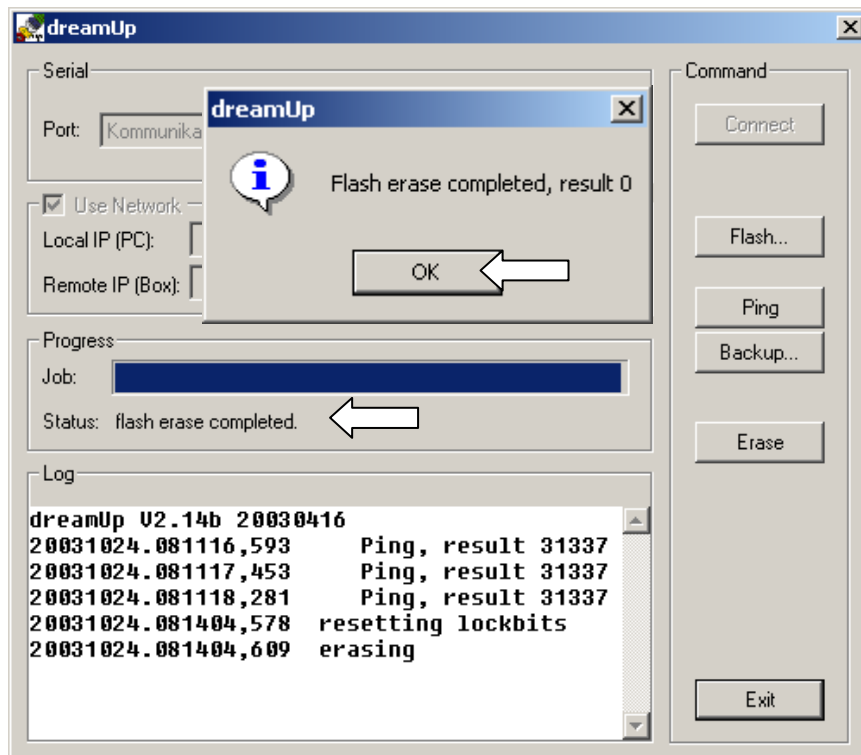 dreamUp
Serial
Command
dreamUp
Port: Kommunika
Connect
Flash erase completed, result 0
Use Network
Local IP (PC):
Flash...
OK
Remote IP (Box):
Ping
Progress
Backup...
Job:
Status: flash erase completed.
Erase
Log
dreamUp V2.14b 20030416
20031024.081116,593 Ping, result 31337
20031024.081117,453 Ping, result 31337
20031024.081118,281 Ping, result 31337
20031024.081404,578 resetting lockbits
20031024.081404,609 erasing
Exit